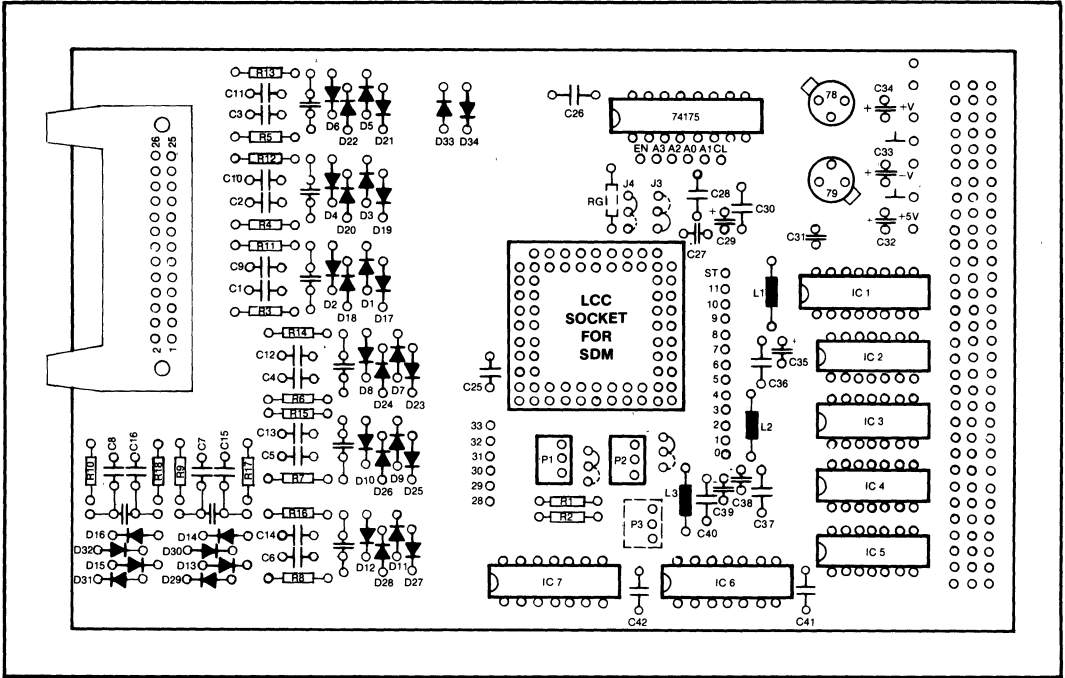 R13
C11
C3
R5
D6
D22
D5
D21
D33
D34
C26
74175
EN A3 A2 A0 A1 CL
78
C34
+V
C33
-V
79
+5V
C32
26
25
2
1
R12
C10
C2
R4
D4
D20
D3
D19
RG
J4
J3
C28
C27
+
C29
C30
C31
R11
C9
C1
R3
D2
D18
D1
D17
LCC
SOCKET
FOR
SDM
ST
11
10
9
8
7
6
5
4
3
2
1
0
L1
IC 1
C35
C36
IC 2
R14
C12
C4
R6
D8
D24
D7
D23
C25
L2
IC 3
R15
C13
C5
R7
D10
D26
D9
D25
33
32
31
30
29
28
P1
P2
R1
R2
P3
L3
C40
C39
C38
C37
IC 4
R10
C8
C16
R18
R9
C7
C15
R17
D16
D32
D15
D31
D14
D30
D13
D29
R16
C14
C6
R8
D12
D28
D11
D27
IC 7
C42
IC 6
C41
IC 5